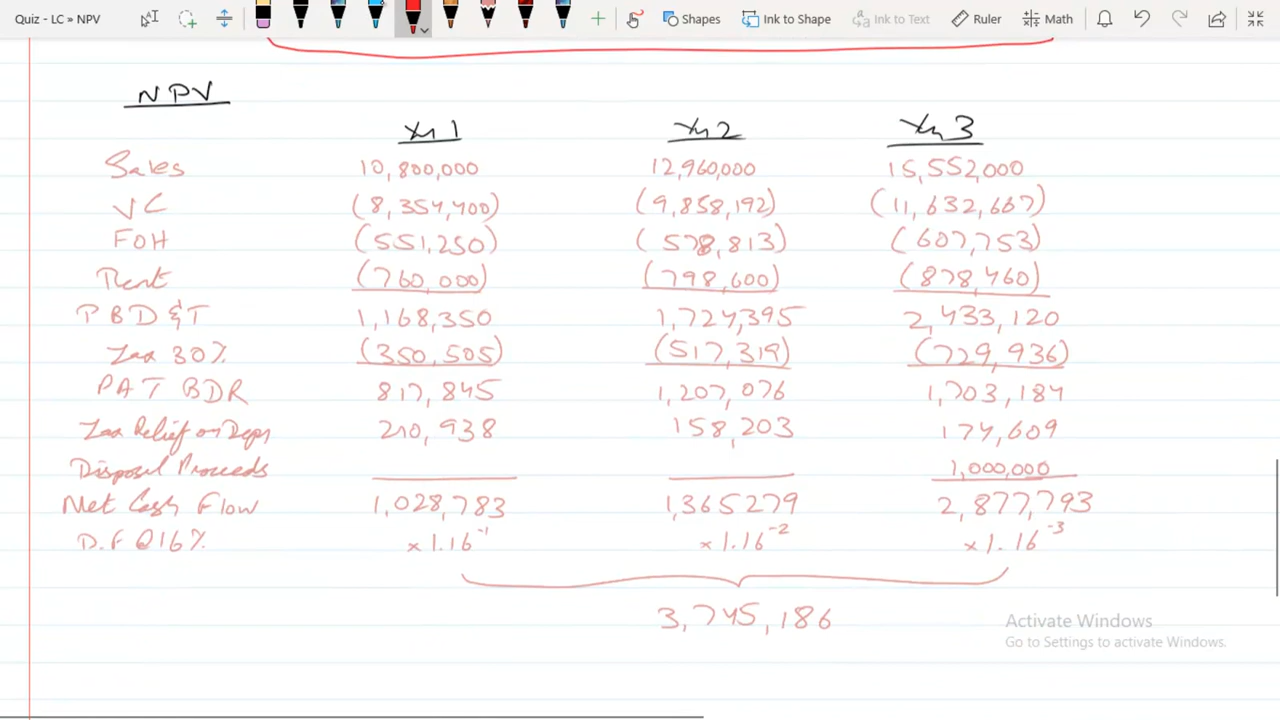 Quiz - LC » NPV Shapes Ink to Shape Ink to Text Ruler Math
NPV
Yr 1 Yr 2 Yr 3
Sales 10,800,000 12,960,000 15,552,000
VC (8,354,400) (9,858,192) (11,632,667)
FOH (551,250) (578,813) (607,753)
Rent (760,000) (798,600) (878,460)
PBD&T 1,168,350 1,724,395 2,433,120
Tax 30% (350,505) (517,319) (729,936)
PAT BDR 817,845 1,207,076 1,703,184
Tax Relief on Depr 210,938 158,203 174,609
Disposal Proceeds 1,000,000
Net Cash Flow 1,028,783 1,365279 2,877,793
D.F @16% ×1.16⁻¹ ×1.16⁻² ×1.16⁻³
3,745,186
Activate Windows
Go to Settings to activate Windows.